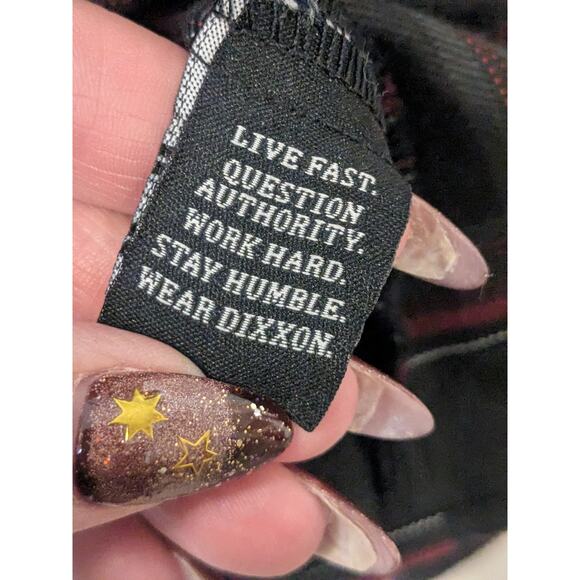 LIVE FAST.
QUESTION
AUTHORITY.
WORK HARD.
STAY HUMBLE.
WEAR DIXXON.